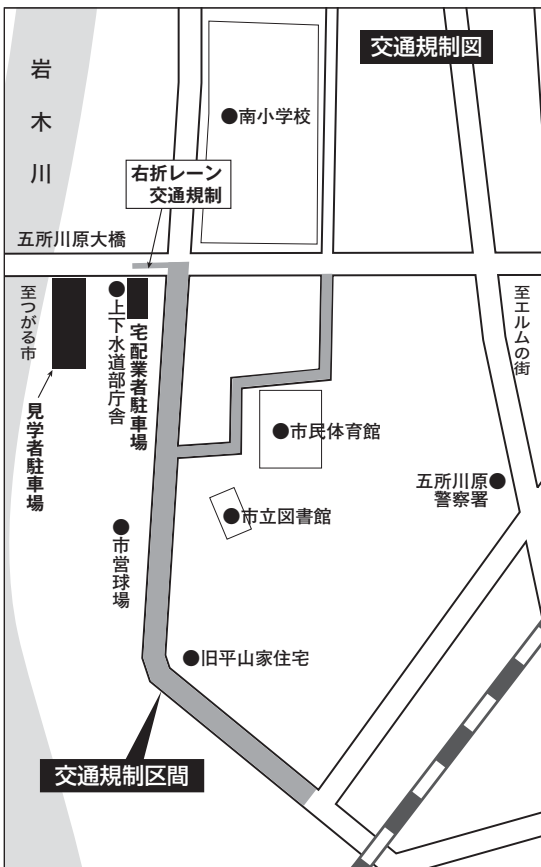 交通規制図
岩木川
●南小学校
右折レーン
交通規制
五所川原大橋
至つがる市
●上下水道部庁舎
宅配業者駐車場
至エルムの街
見学者駐車場
●市民体育館
五所川原●
警察署
●市立図書館
●市営球場
●旧平山家住宅
交通規制区間